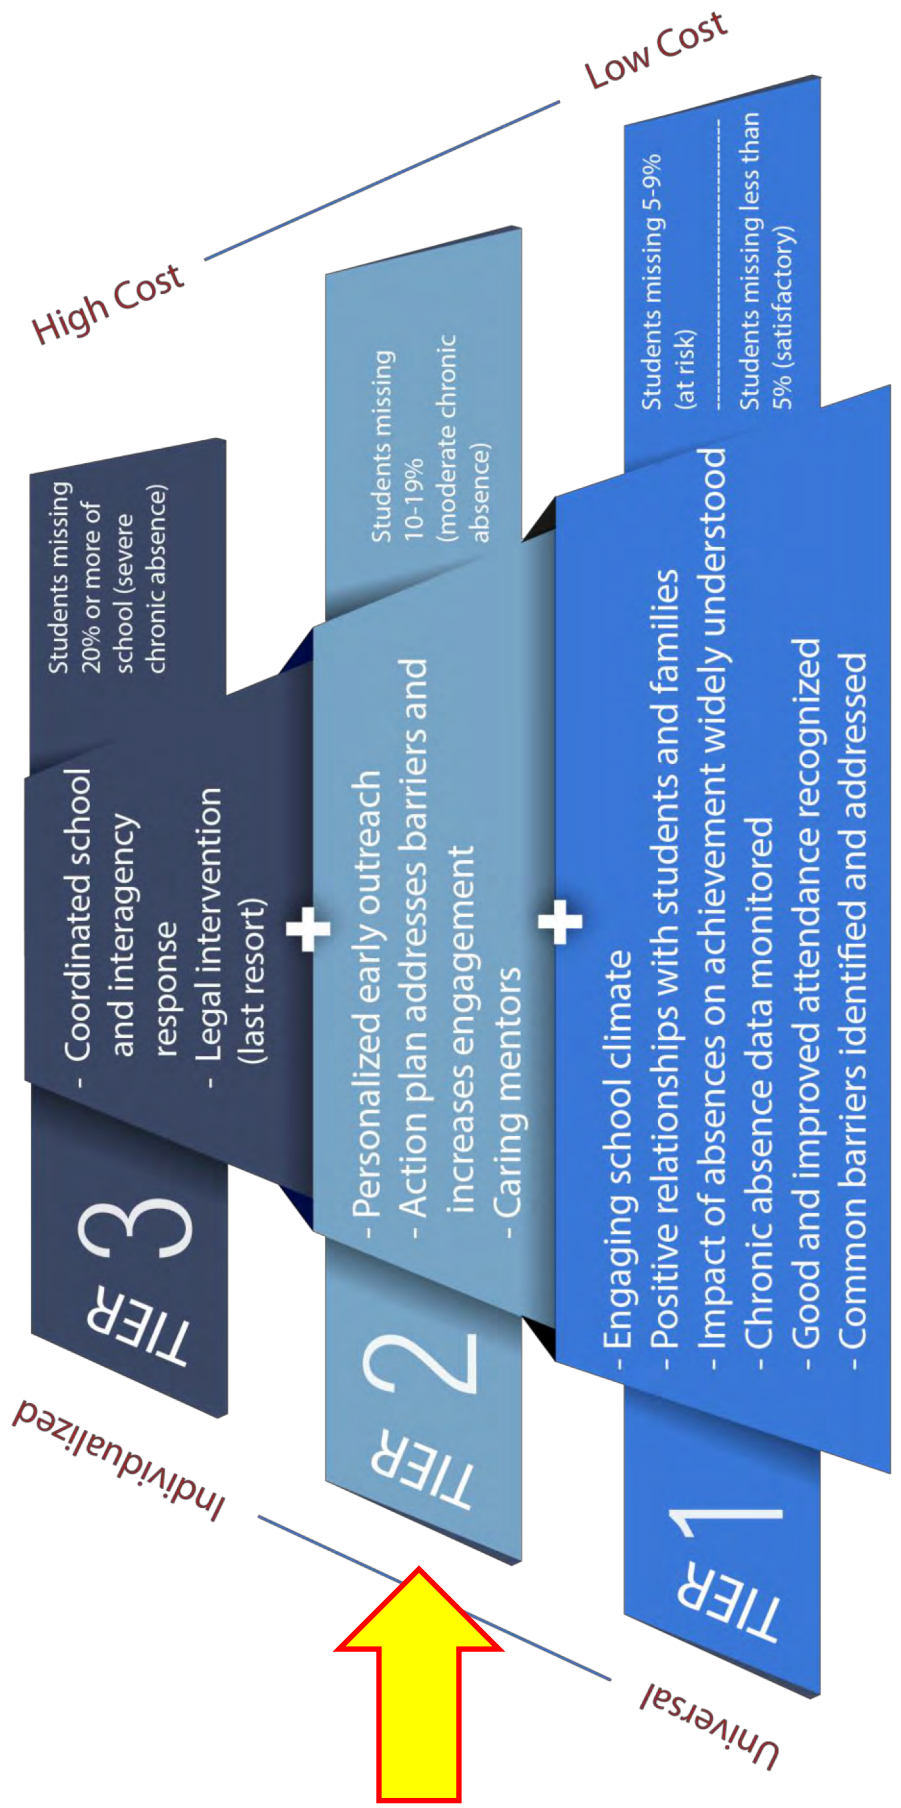 High Cost
Low Cost
Individualized
Universal
TIER
3
- Coordinated school
and interagency
response
- Legal intervention
(last resort)
Students missing
20% or more of
school (severe
chronic absence)
TIER
2
- Personalized early outreach
- Action plan addresses barriers and
increases engagement
- Caring mentors
Students missing
10-19%
(moderate chronic
absence)
TIER
1
- Engaging school climate
- Positive relationships with students and families
- Impact of absences on achievement widely understood
- Chronic absence data monitored
- Good and improved attendance recognized
- Common barriers identified and addressed
Students missing 5-9%
(at risk)
Students missing less than
5% (satisfactory)